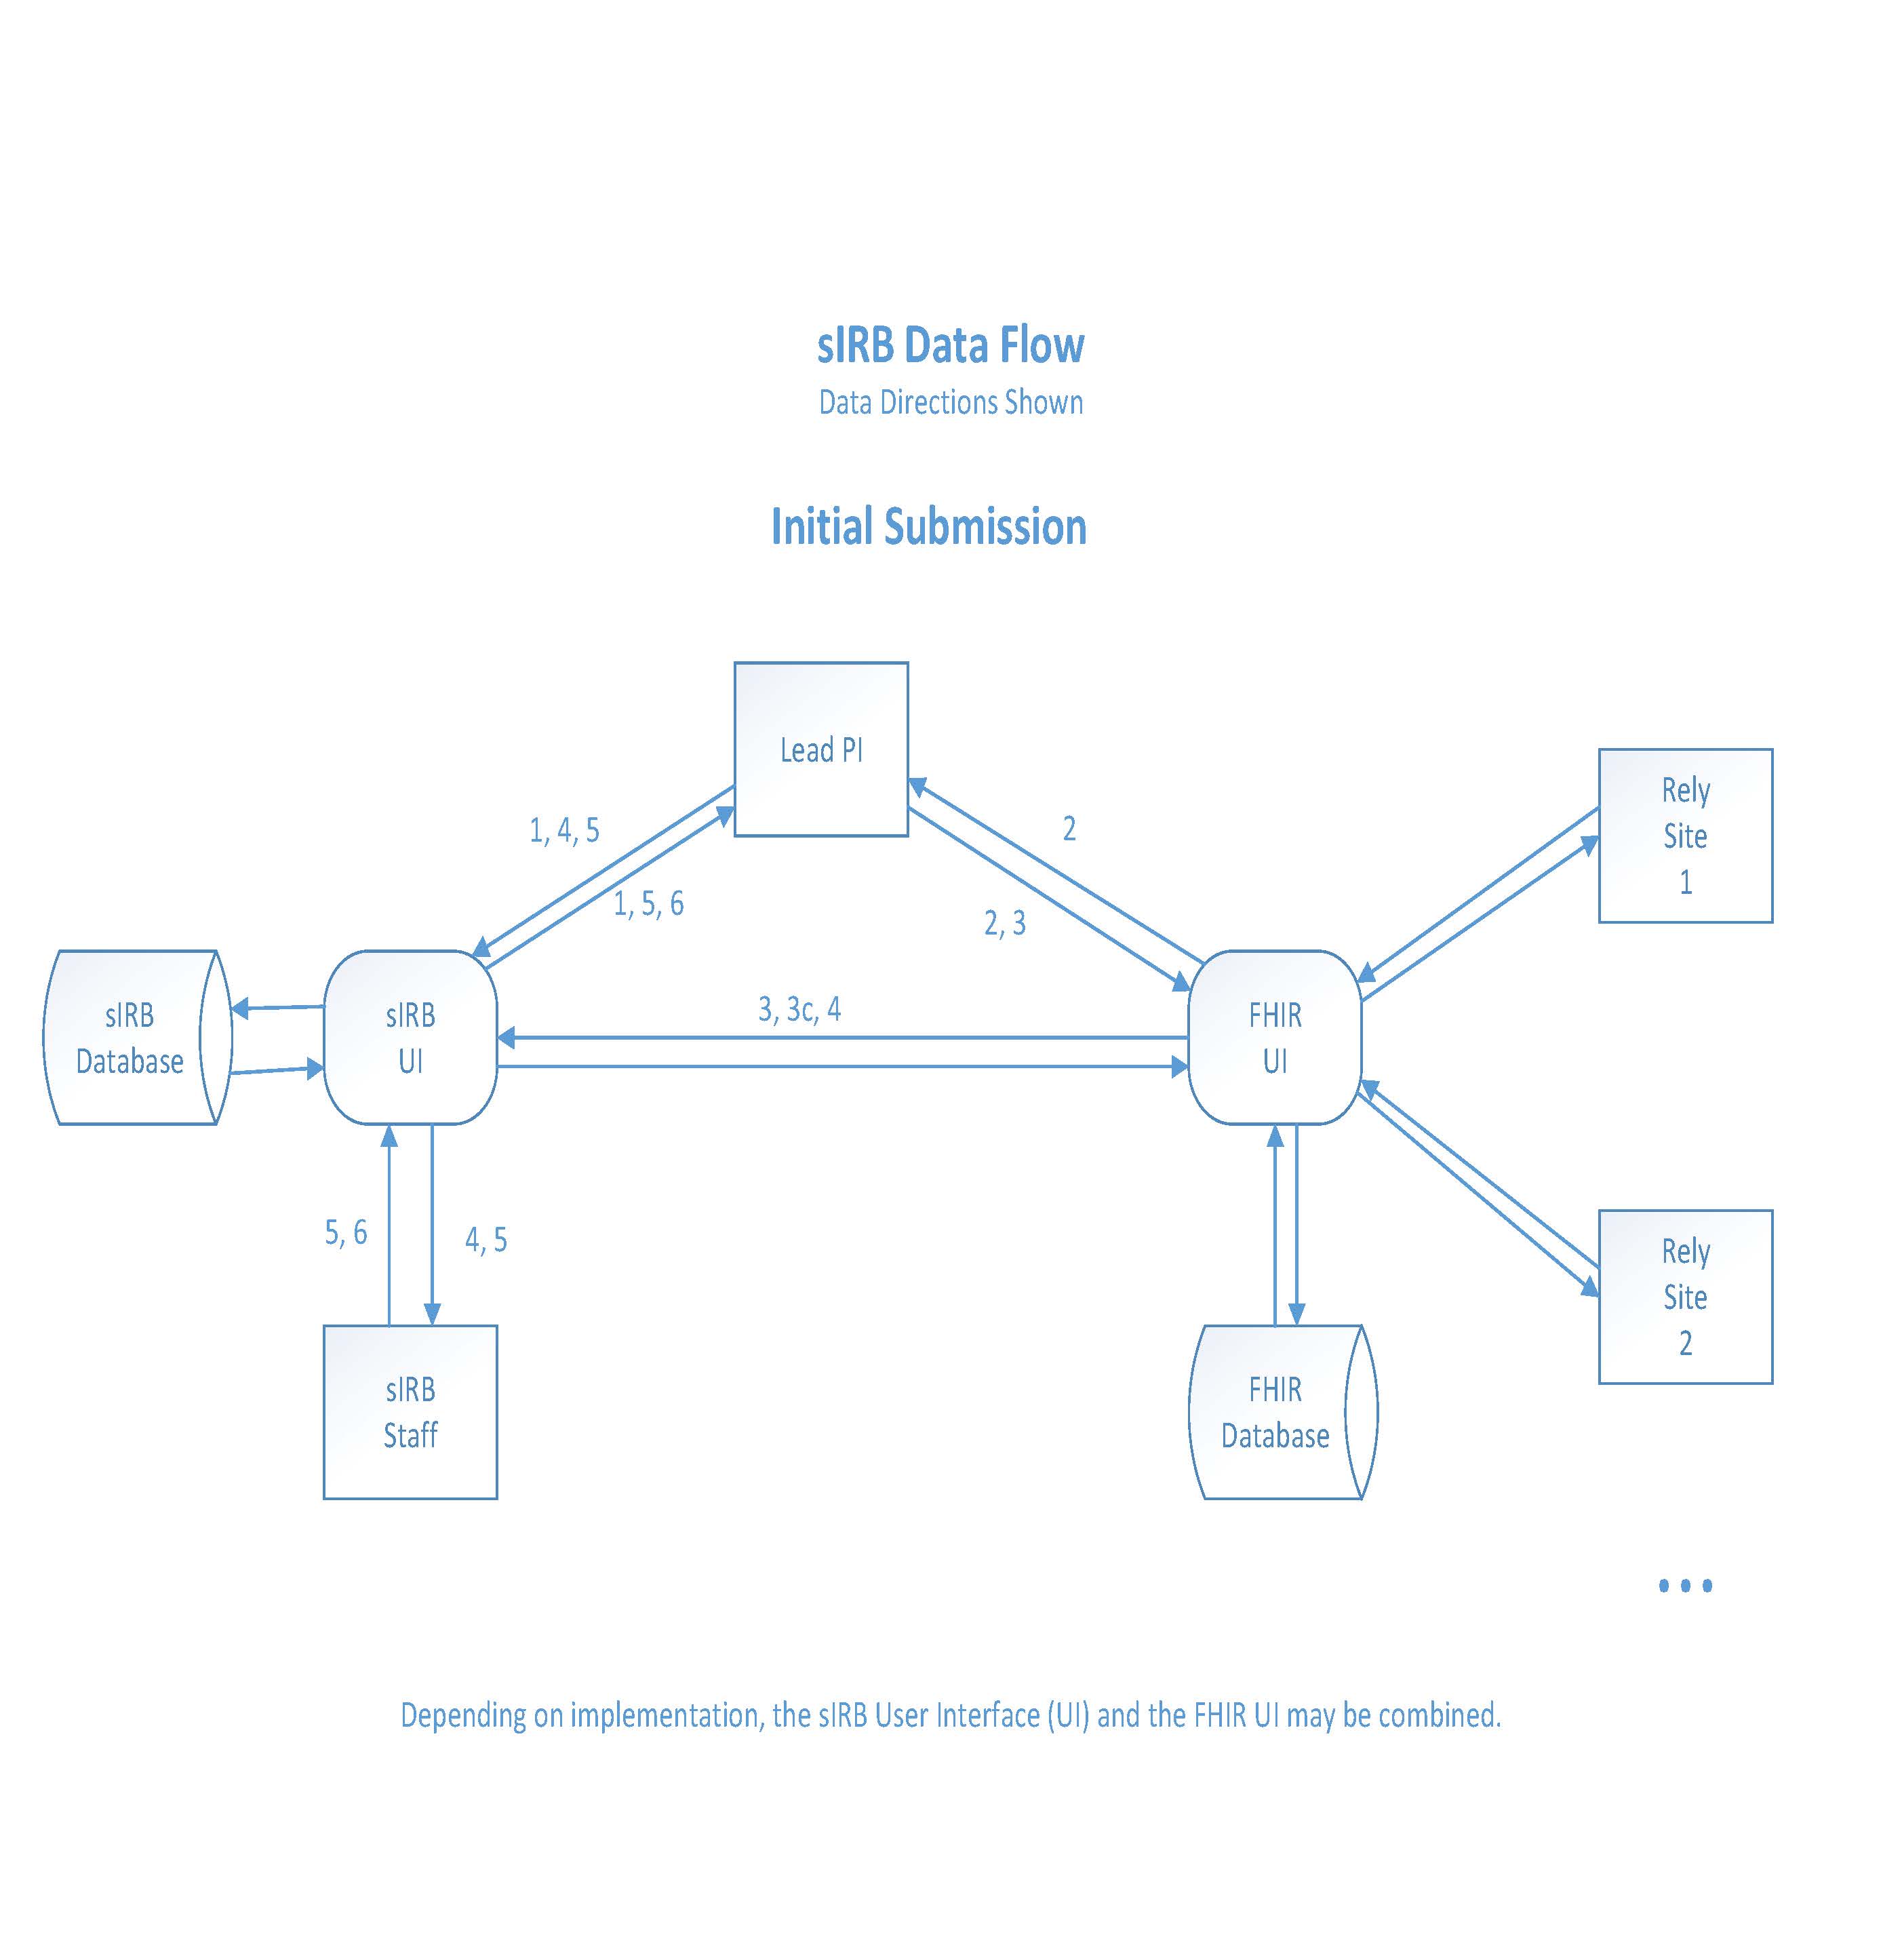 sIRB Data Flow
Data Directions Shown
Initial Submission
Lead PI
Rely
Site
1
1, 4, 5
2
1, 5, 6
2, 3
sIRB
Database
sIRB
UI
3, 3c, 4
FHIR
UI
5, 6
4, 5
Rely
Site
2
sIRB
Staff
FHIR
Database
...
Depending on implementation, the sIRB User Interface (UI) and the FHIR UI may be combined.